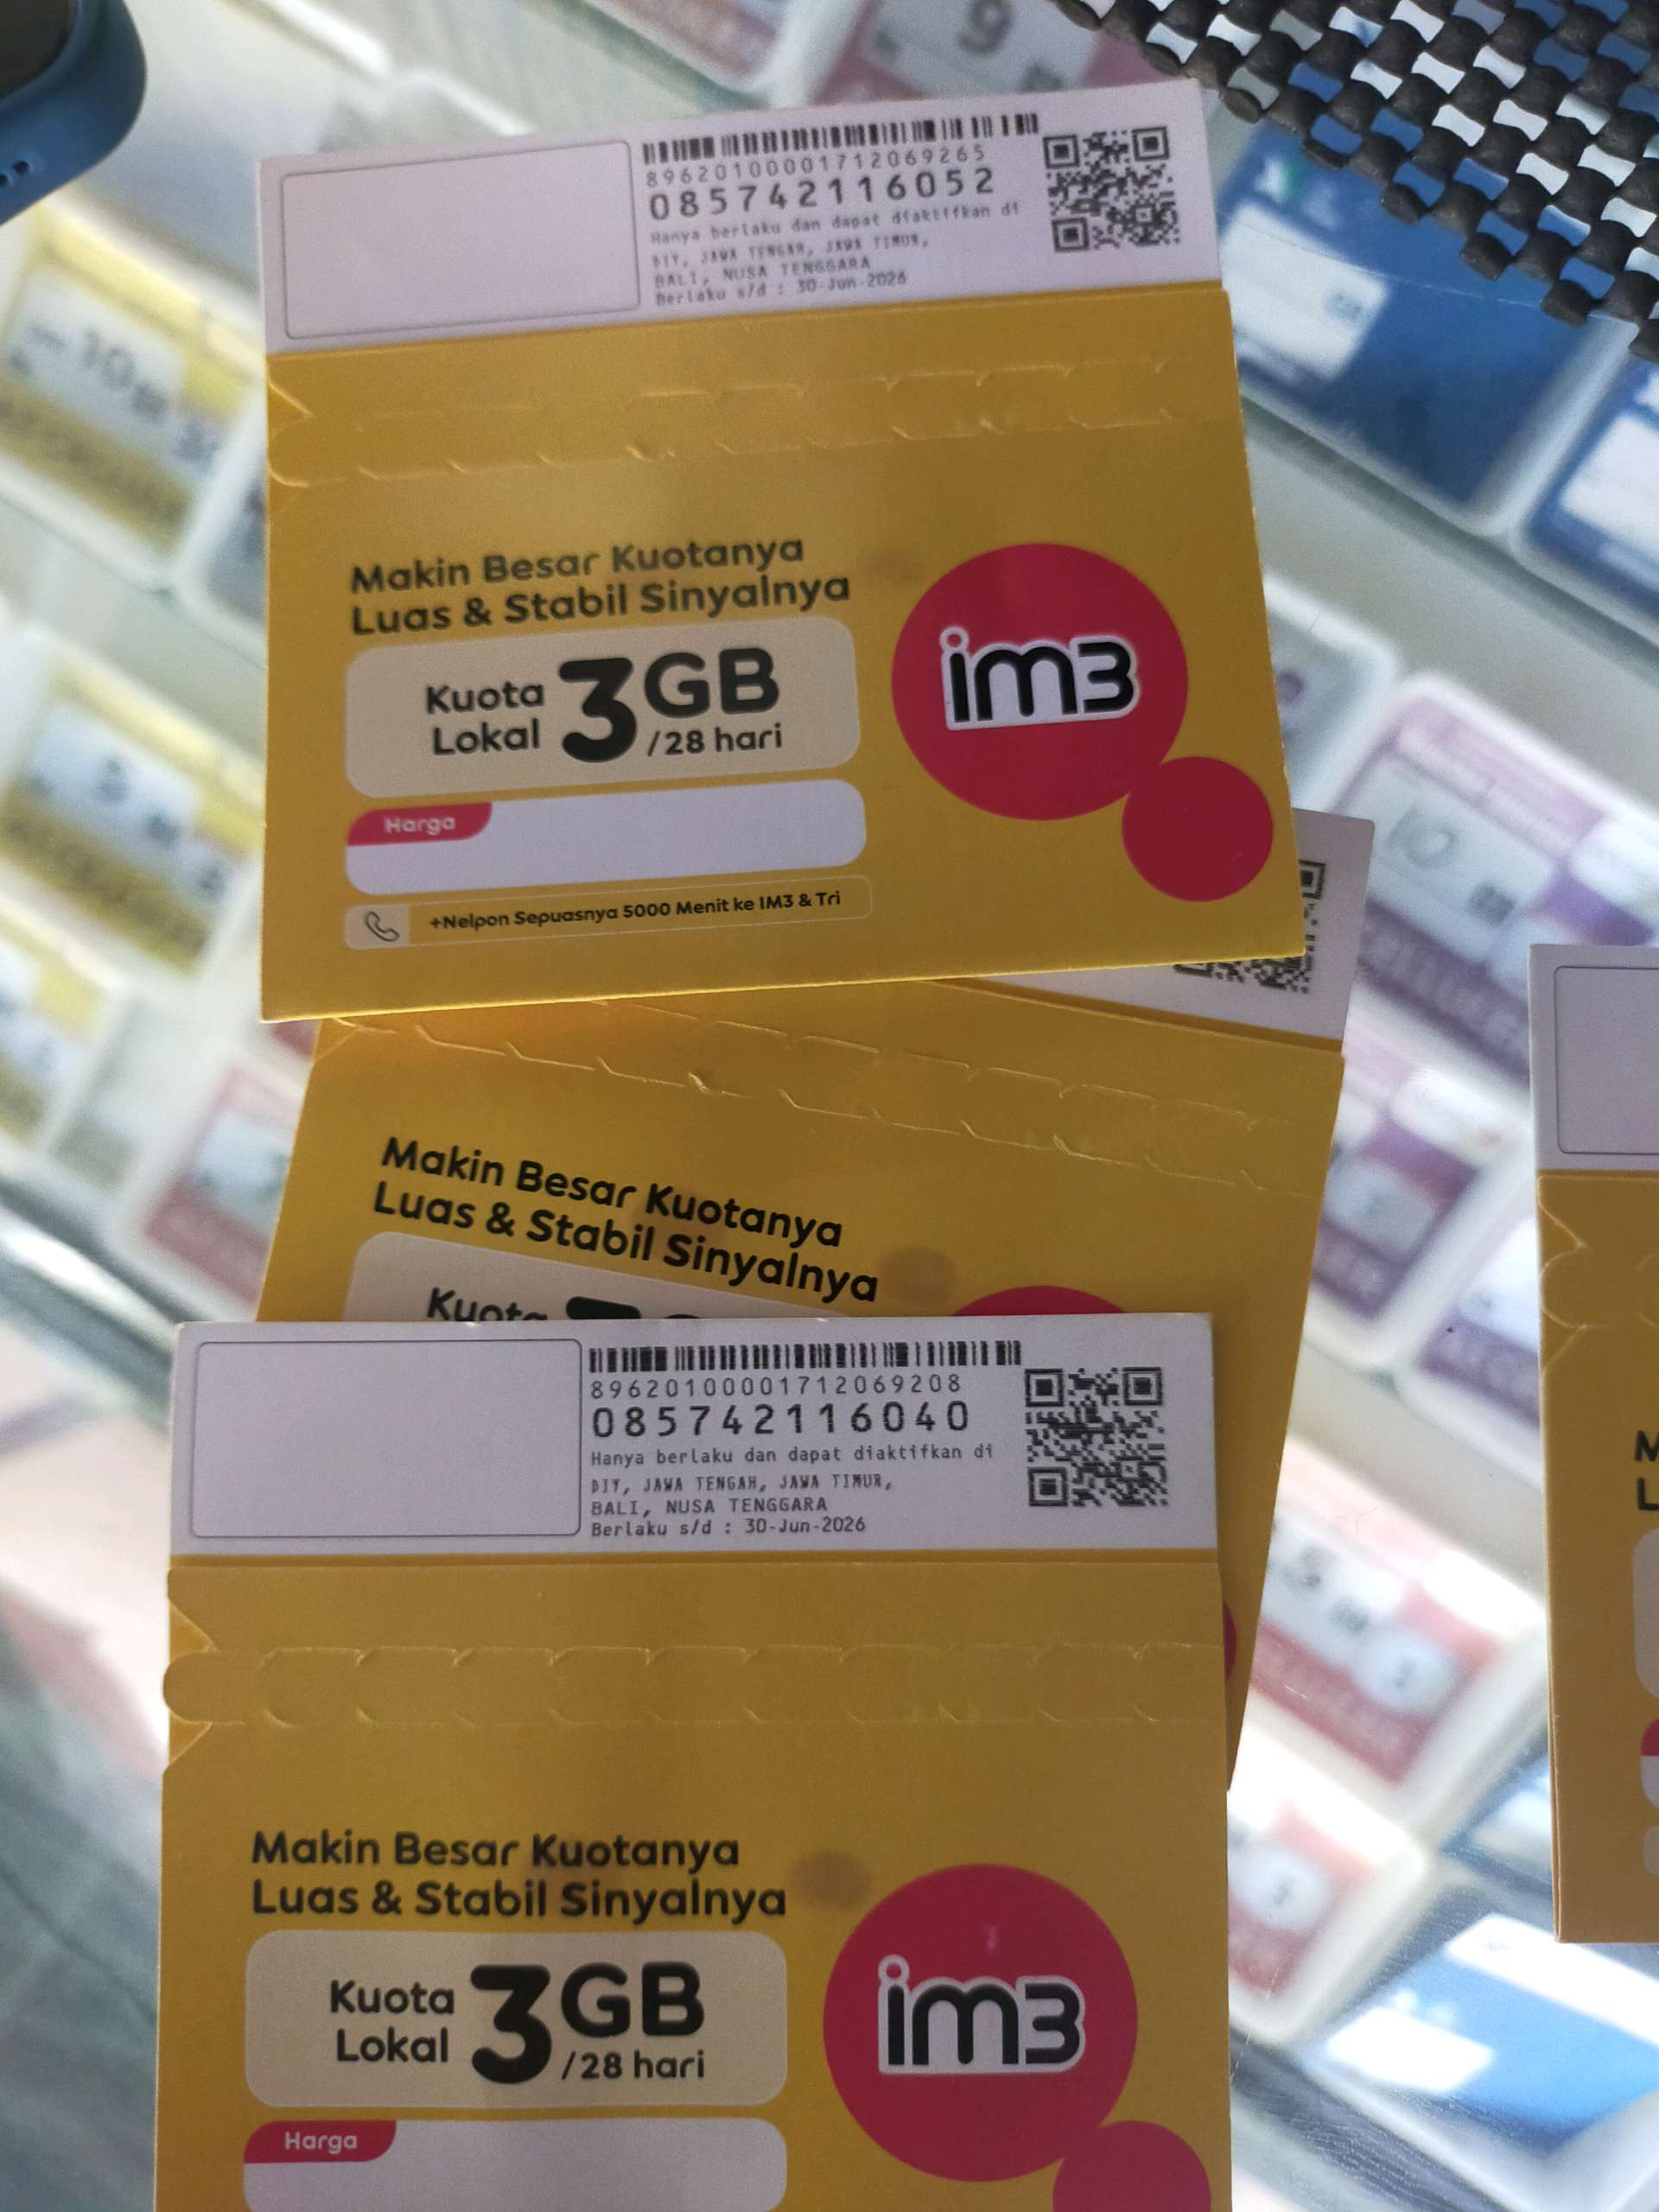 89620100001712069265
085742116052
Hanya berlaku dan dapat diaktifkan di
DIY, JAWA TENGAH, JAWA TIMUR,
BALI, NUSA TENGGARA
Berlaku s/d : 30-Jun-2026
Makin Besar Kuotanya
Luas & Stabil Sinyalnya
Kuota
Lokal
3GB
/28 hari
im3
Harga
+Nelpon Sepuasnya 5000 Menit ke IM3 & Tri
Makin Besar Kuotanya
Luas & Stabil Sinyalnya
Kuota
89620100001712069208
085742116040
Hanya berlaku dan dapat diaktifkan di
DIY, JAWA TENGAH, JAWA TIMUR,
BALI, NUSA TENGGARA
Berlaku s/d : 30-Jun-2026
Makin Besar Kuotanya
Luas & Stabil Sinyalnya
Kuota
Lokal
3GB
/28 hari
im3
Harga